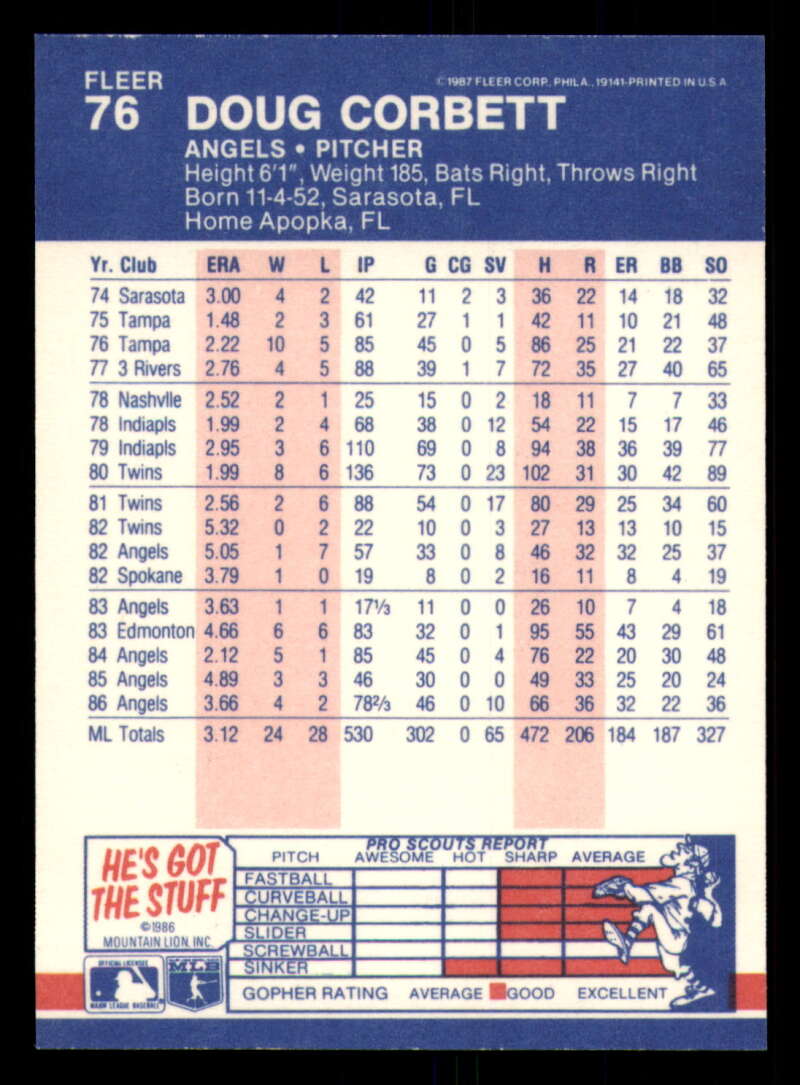 FLEER
©1987 FLEER CORP., PHILA., 19141-PRINTED IN U.S.A.
76 DOUG CORBETT
ANGELS • PITCHER
Height 6'1", Weight 185, Bats Right, Throws Right
Born 11-4-52, Sarasota, FL
Home Apopka, FL
Yr. Club ERA W L IP G CG SV H R ER BB SO
74 Sarasota 3.00 4 2 42 11 2 3 36 22 14 18 32
75 Tampa 1.48 2 3 61 27 1 1 42 11 10 21 48
76 Tampa 2.22 10 5 85 45 0 5 86 25 21 22 37
77 3 Rivers 2.76 4 5 88 39 1 7 72 35 27 40 65
78 Nashvlle 2.52 2 1 25 15 0 2 18 11 7 7 33
78 Indiapls 1.99 2 4 68 38 0 12 54 22 15 17 46
79 Indiapls 2.95 3 6 110 69 0 8 94 38 36 39 77
80 Twins 1.99 8 6 136 73 0 23 102 31 30 42 89
81 Twins 2.56 2 6 88 54 0 17 80 29 25 34 60
82 Twins 5.32 0 2 22 10 0 3 27 13 13 10 15
82 Angels 5.05 1 7 57 33 0 8 46 32 32 25 37
82 Spokane 3.79 1 0 19 8 0 2 16 11 8 4 19
83 Angels 3.63 1 1 17⅓ 11 0 0 26 10 7 4 18
83 Edmonton 4.66 6 6 83 32 0 1 95 55 43 29 61
84 Angels 2.12 5 1 85 45 0 4 76 22 20 30 48
85 Angels 4.89 3 3 46 30 0 0 49 33 25 20 24
86 Angels 3.66 4 2 78⅔ 46 0 10 66 36 32 22 36
ML Totals 3.12 24 28 530 302 0 65 472 206 184 187 327
HE'S GOT
THE STUFF
©1986
MOUNTAIN LION, INC.
OFFICIAL LICENSEE
MAJOR LEAGUE BASEBALL
MLB
PRO SCOUTS REPORT
PITCH AWESOME HOT SHARP AVERAGE
FASTBALL
CURVEBALL
CHANGE-UP
SLIDER
SCREWBALL
SINKER
GOPHER RATING AVERAGE GOOD EXCELLENT